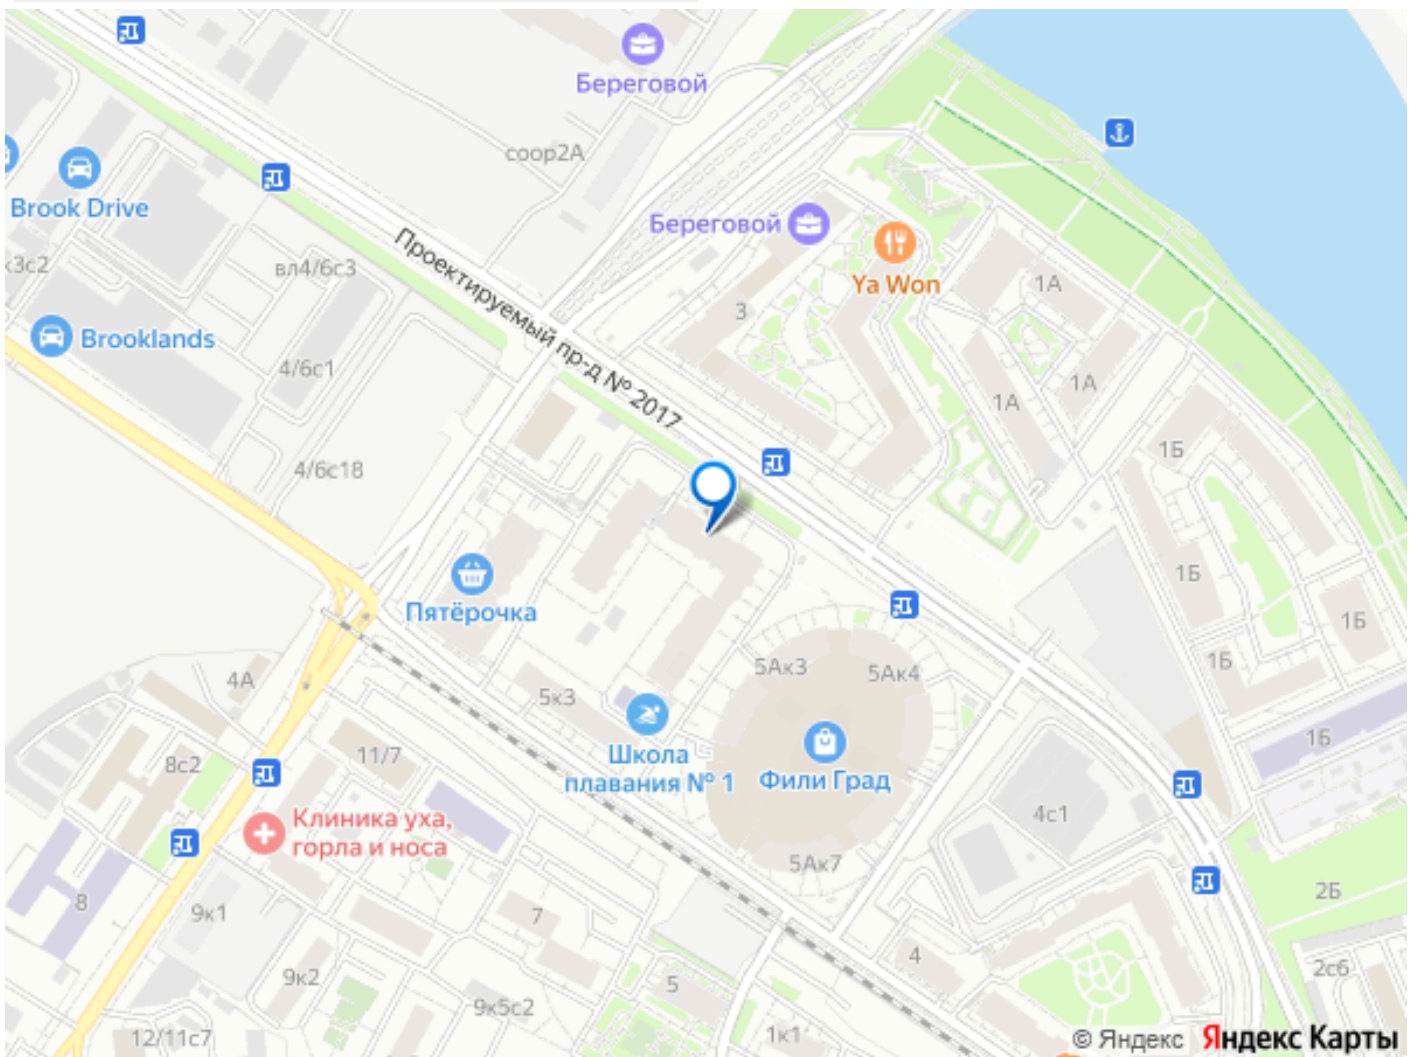 Береговой
соор2А
Brook Drive
Береговой
Ya Won
к3с2
вл4/6с3
1А
3
Проектируемый пр-д № 2017
Brooklands
4/6с1
1А
1А
1Б
4/6с18
1Б
Пятёрочка
1Б
5Ак3
5Ак4
1Б
4А
5к3
1Б
8с2
11/7
Школа
плавания № 1
Фили Град
4с1
Клиника уха,
горла и носа
5Ак7
2Б
8
9к1
7
4
9к2
5
2с6
9к5с2
12/11с7
1к1
© Яндекс Яндекс Карты